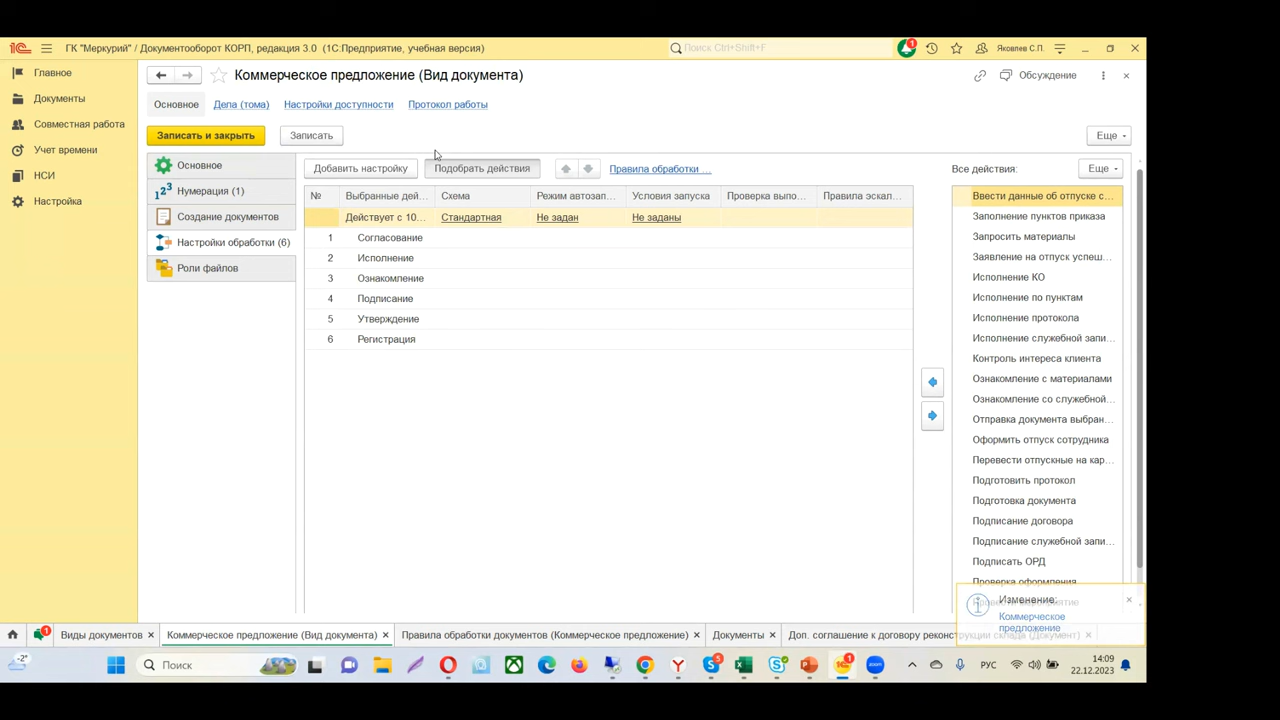 1С ГК "Меркурий" / Документооборот КОРП, редакция 3.0 (1С:Предприятие, учебная версия) Поиск Ctrl+Shift+F 1 Яковлев С.П.
Главное
Документы
Совместная работа
Учет времени
НСИ
Настройка
Коммерческое предложение (Вид документа) Обсуждение
Основное Дела (тома) Настройки доступности Протокол работы
Записать и закрыть Записать Еще
Основное
Нумерация (1)
Создание документов
Настройки обработки (6)
Роли файлов
Добавить настройку Подобрать действия Правила обработки ... Все действия: Еще
№ Выбранные дей... Схема Режим автозап... Условия запуска Проверка выпо... Правила эскал...
Действует с 10... Стандартная Не задан Не заданы
1 Согласование
2 Исполнение
3 Ознакомление
4 Подписание
5 Утверждение
6 Регистрация
Ввести данные об отпуске с...
Заполнение пунктов приказа
Запросить материалы
Заявление на отпуск успеш...
Исполнение КО
Исполнение по пунктам
Исполнение протокола
Исполнение служебной запи...
Контроль интереса клиента
Ознакомление с материалами
Ознакомление со служебной...
Отправка документа выбран...
Оформить отпуск сотрудника
Перевести отпускные на кар...
Подготовить протокол
Подготовка документа
Подписание договора
Подписание служебной запи...
Подписать ОРД
Проверка оформления
Изменение:
Коммерческое
предложение
1 Виды документов Коммерческое предложение (Вид документа) Правила обработки документов (Коммерческое предложение) Документы Доп. соглашение к договору реконструкции склада (Документ)
-2° Поиск РУС 14:09
22.12.2023